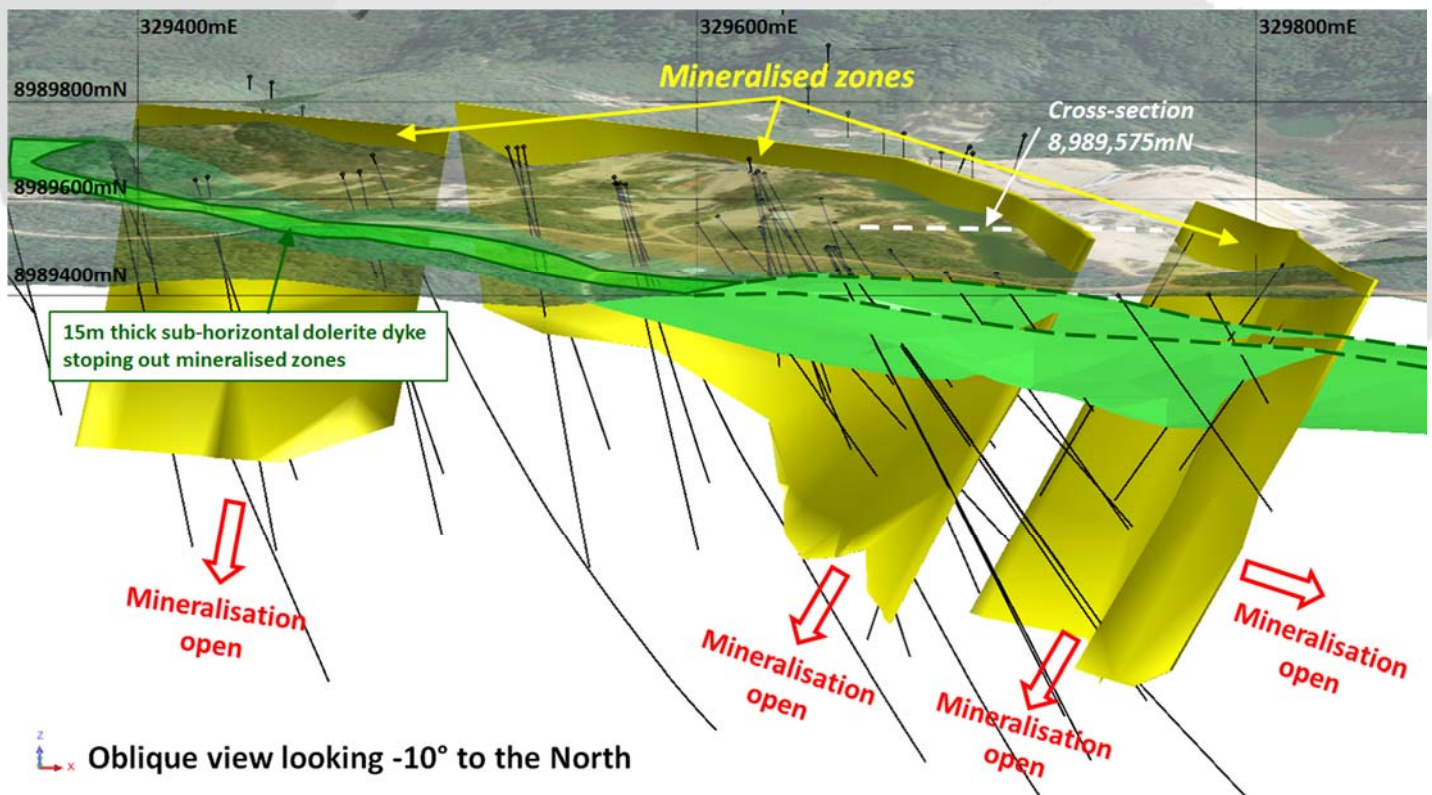 329400mE
329600mE
329800mE
Mineralised zones
8989800mN
Cross-section
8,989,575mN
8989600mN
8989400mN
15m thick sub-horizontal dolerite dyke
stoping out mineralised zones
Mineralisation
open
Mineralisation
open
Mineralisation
open
Mineralisation
open
z
x
Oblique view looking -10° to the North